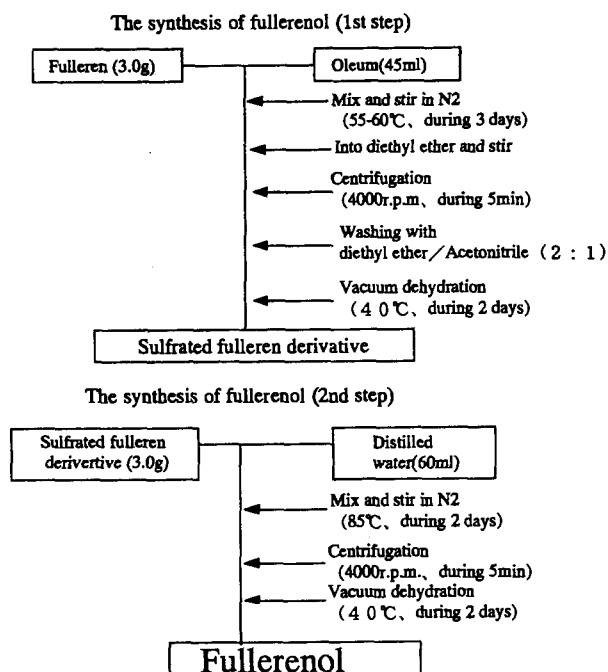 The synthesis of fullerenol (1st step)
Fulleren (3.0g)
Oleum(45ml)
Mix and stir in N2
(55-60℃、during 3 days)
Into diethyl ether and stir
Centrifugation
(4000r.p.m、during 5min)
Washing with
diethyl ether／Acetonitrile（2：1）
Vacuum dehydration
(４０℃、during 2 days)
Sulfrated fulleren derivative
The synthesis of fullerenol (2nd step)
Sulfrated fulleren
derivertive (3.0g)
Distilled
water(60ml)
Mix and stir in N2
(85℃、during 2 days)
Centrifugation
(4000r.p.m.、during 5min)
Vacuum dehydration
(４０℃、during 2 days)
Fullerenol